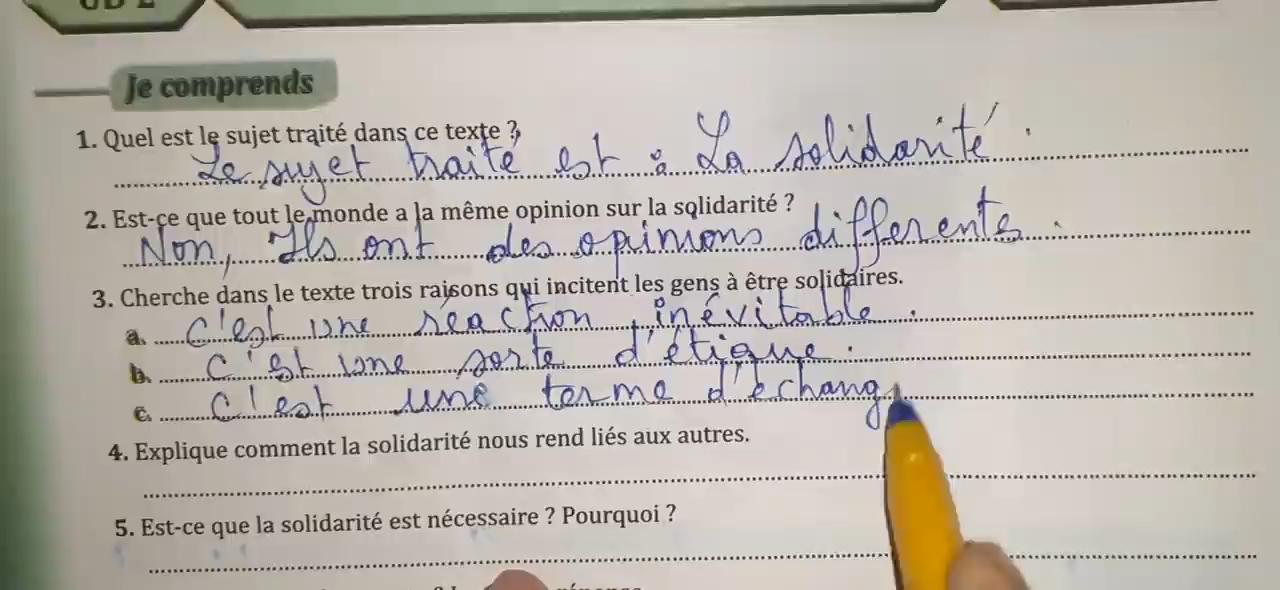 Je comprends
1. Quel est le sujet traité dans ce texte ?
Le sujet traité est : La solidarité.
2. Est-ce que tout le monde a la même opinion sur la solidarité ?
Non, Ils ont des opinions différents.
3. Cherche dans le texte trois raisons qui incitent les gens à être solidaires.
a. c'est une réaction inévitable.
b. c'est une sorte d'étique.
c. c'est une terme d'échang
4. Explique comment la solidarité nous rend liés aux autres.
5. Est-ce que la solidarité est nécessaire ? Pourquoi ?